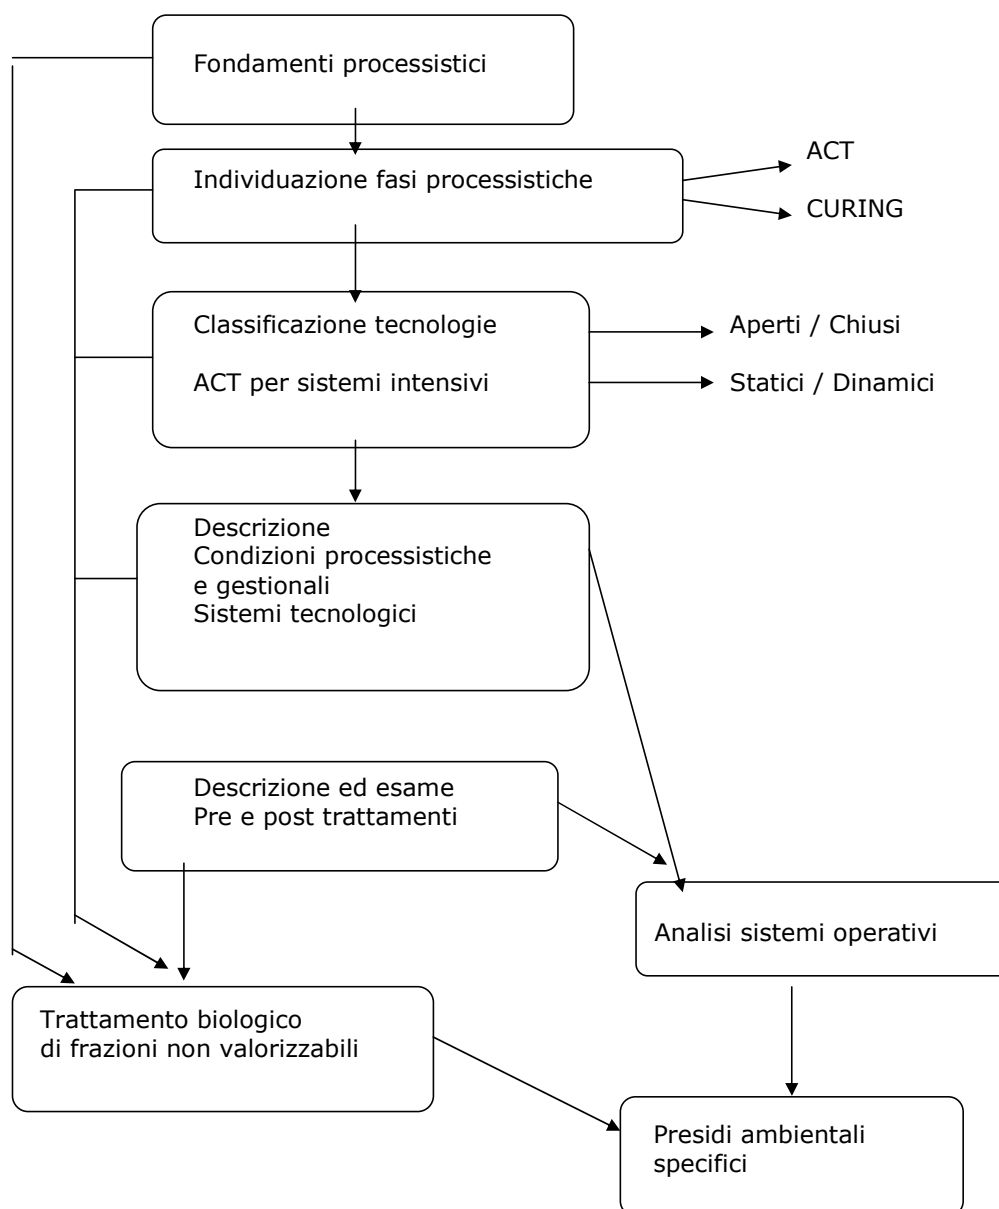 Fondamenti processistici
Individuazione fasi processistiche
ACT
CURING
Classificazione tecnologie
ACT per sistemi intensivi
Aperti / Chiusi
Statici / Dinamici
Descrizione
Condizioni processistiche
e gestionali
Sistemi tecnologici
Descrizione ed esame
Pre e post trattamenti
Analisi sistemi operativi
Trattamento biologico
di frazioni non valorizzabili
Presidi ambientali
specifici